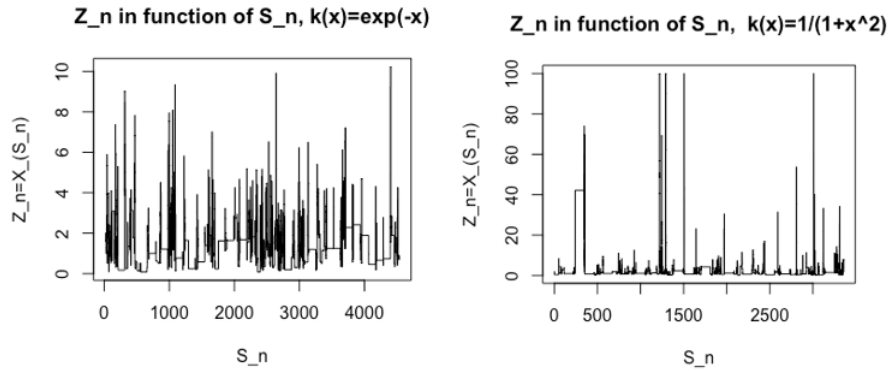 Z_n in function of S_n, k(x)=exp(-x)
Z_n=X_(S_n)
0 2 4 6 8 10
0 1000 2000 3000 4000
S_n
Z_n in function of S_n, k(x)=1/(1+x^2)
Z_n=X_(S_n)
0 20 40 60 80 100
0 500 1500 2500
S_n